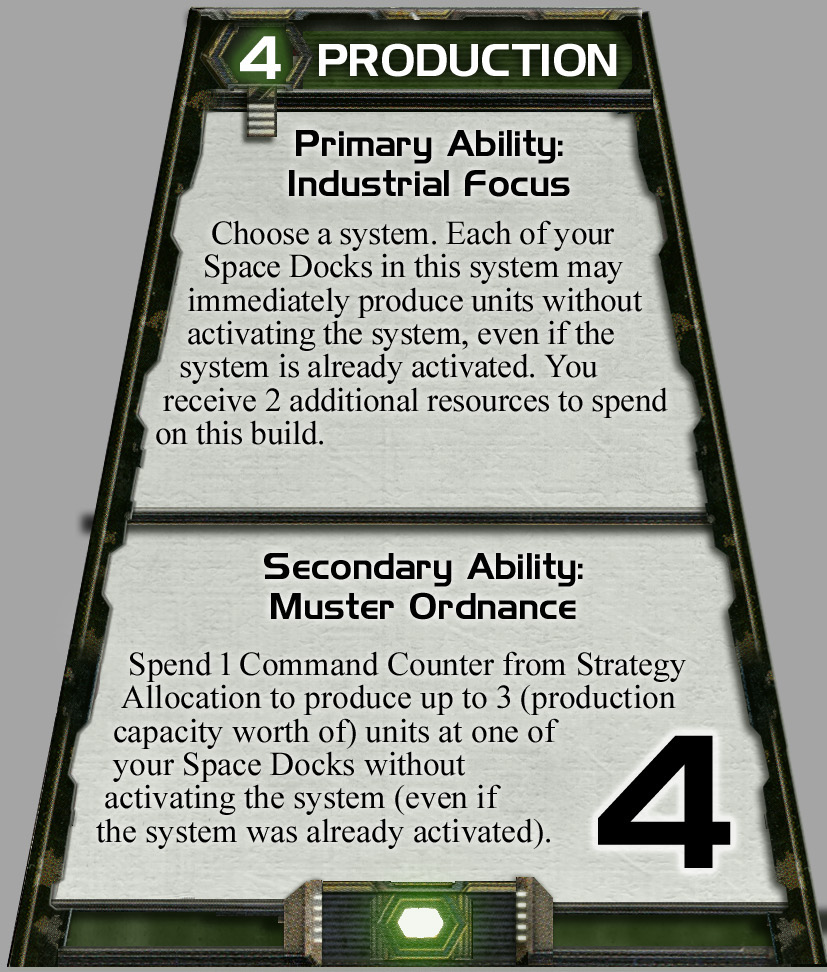 4 PRODUCTION
Primary Ability:
Industrial Focus
Choose a system. Each of your
Space Docks in this system may
immediately produce units without
activating the system, even if the
system is already activated. You
receive 2 additional resources to spend
on this build.
Secondary Ability:
Muster Ordnance
Spend 1 Command Counter from Strategy
Allocation to produce up to 3 (production
capacity worth of) units at one of
your Space Docks without
activating the system (even if
the system was already activated).
4